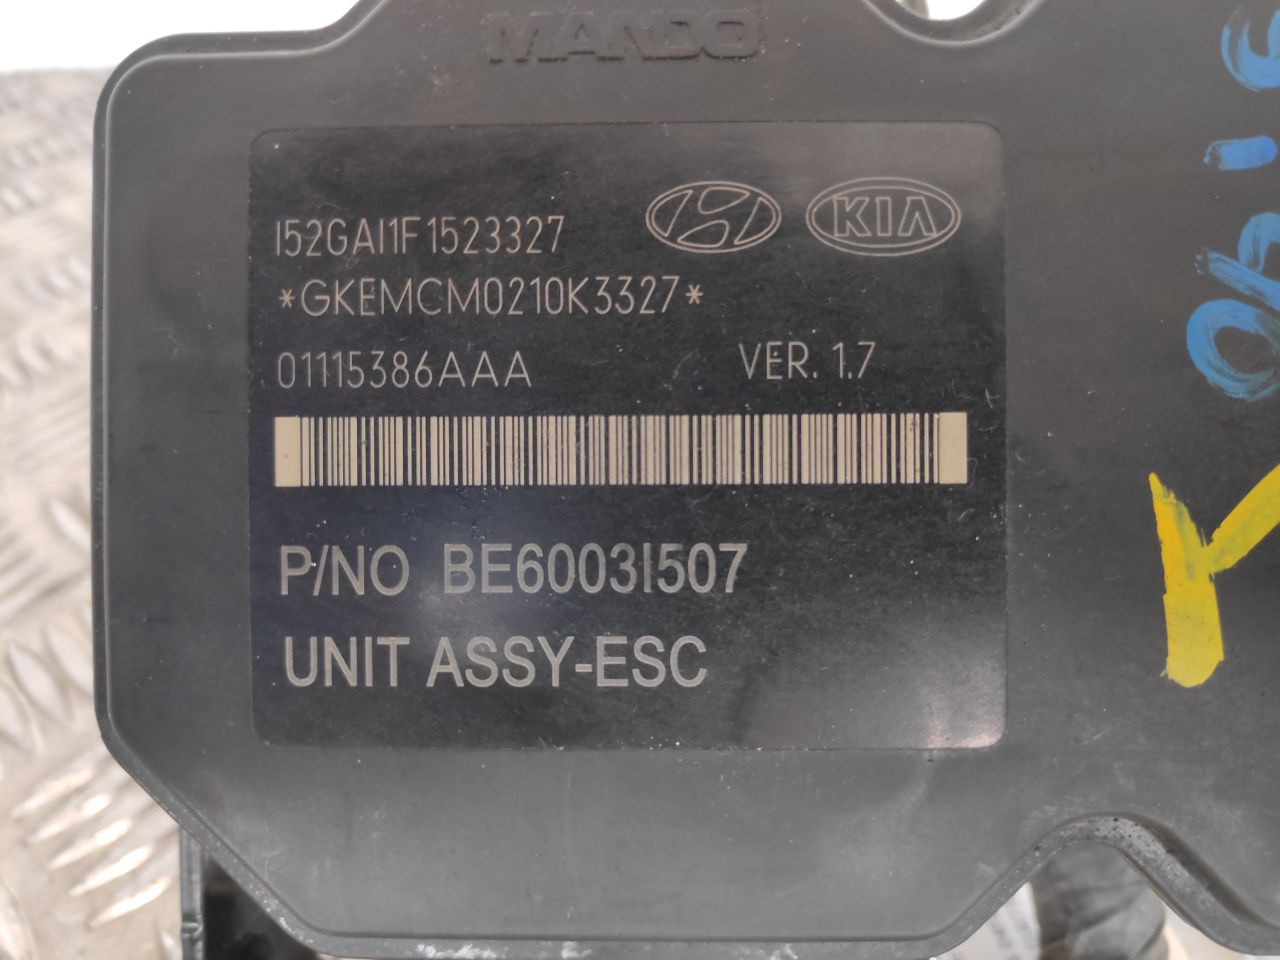 MANDO
I52GAI1F1523327
KIA
*GKEMCM0210K3327*
01115386AAA VER. 1.7
P/NO BE6003I507
UNIT ASSY-ESC
K